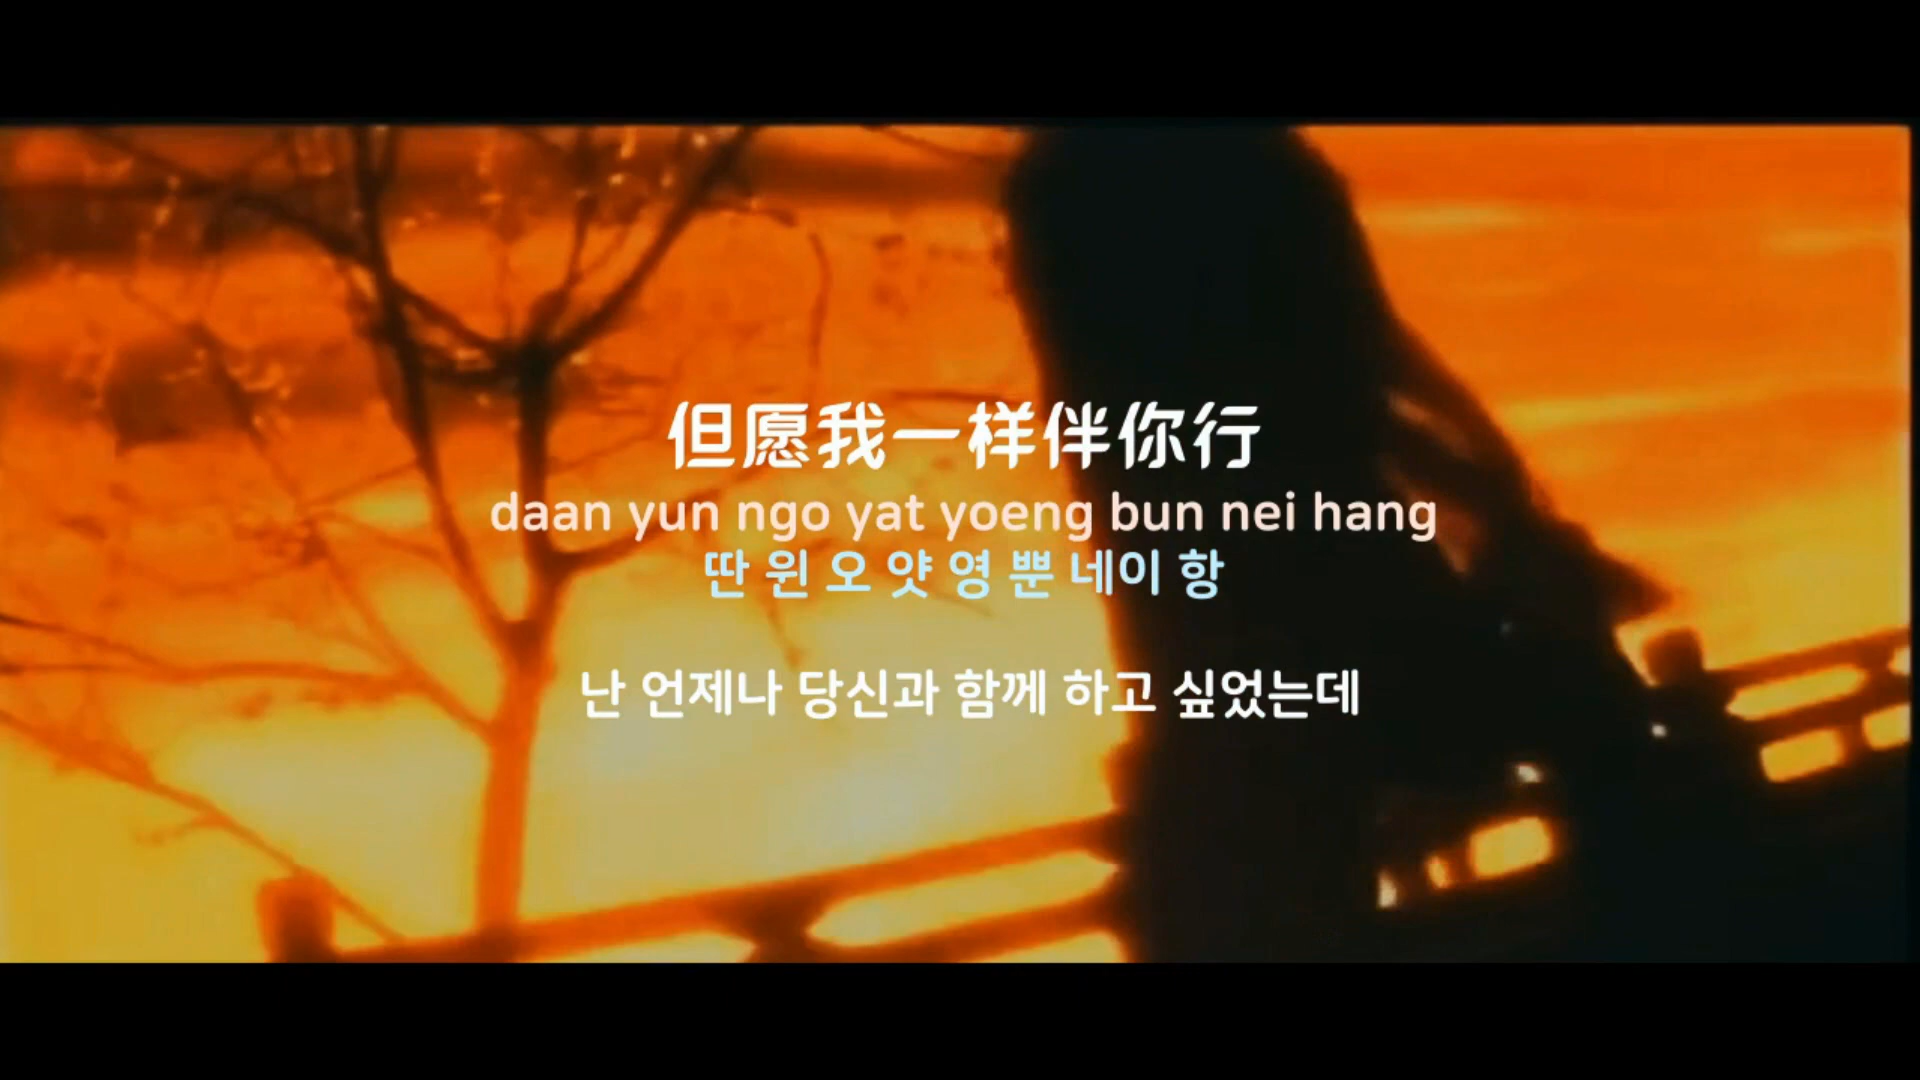 但愿我一样伴你行
daan yun ngo yat yoeng bun nei hang
딴 윈 오 얏 영 뿐 네이 항
난 언제나 당신과 함께 하고 싶었는데